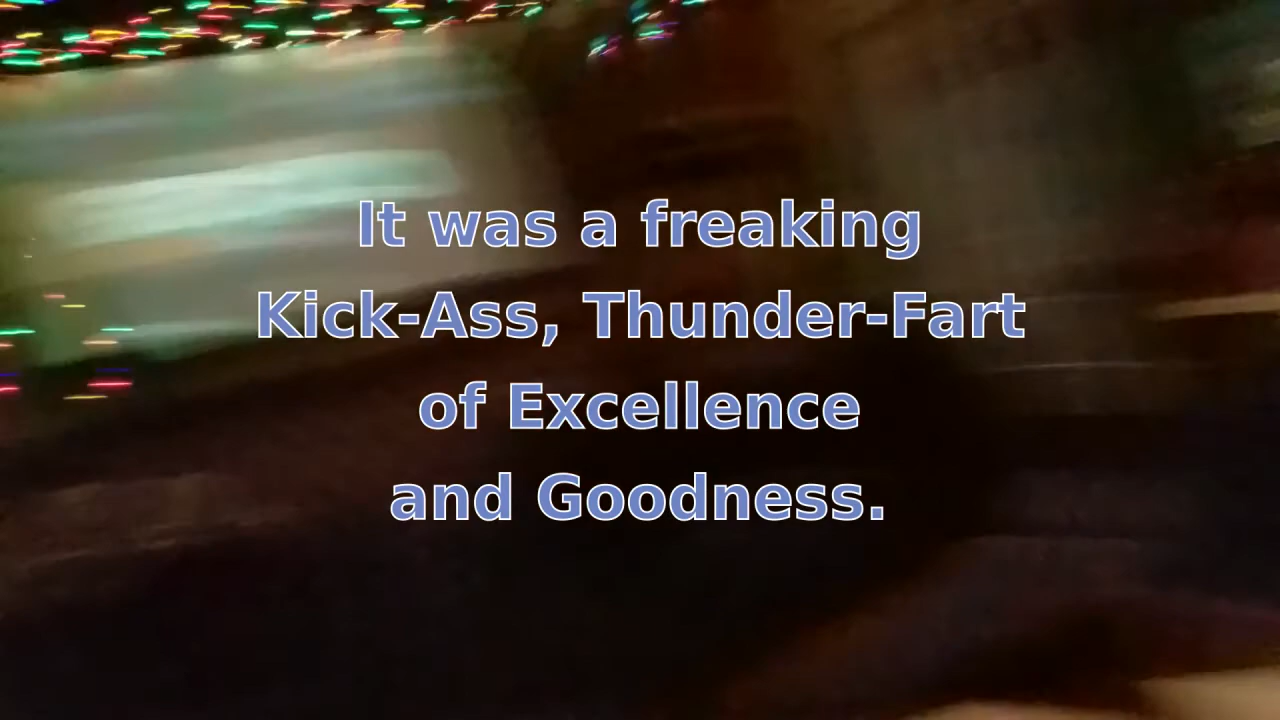 It was a freaking
Kick-Ass, Thunder-Fart
of Excellence
and Goodness.